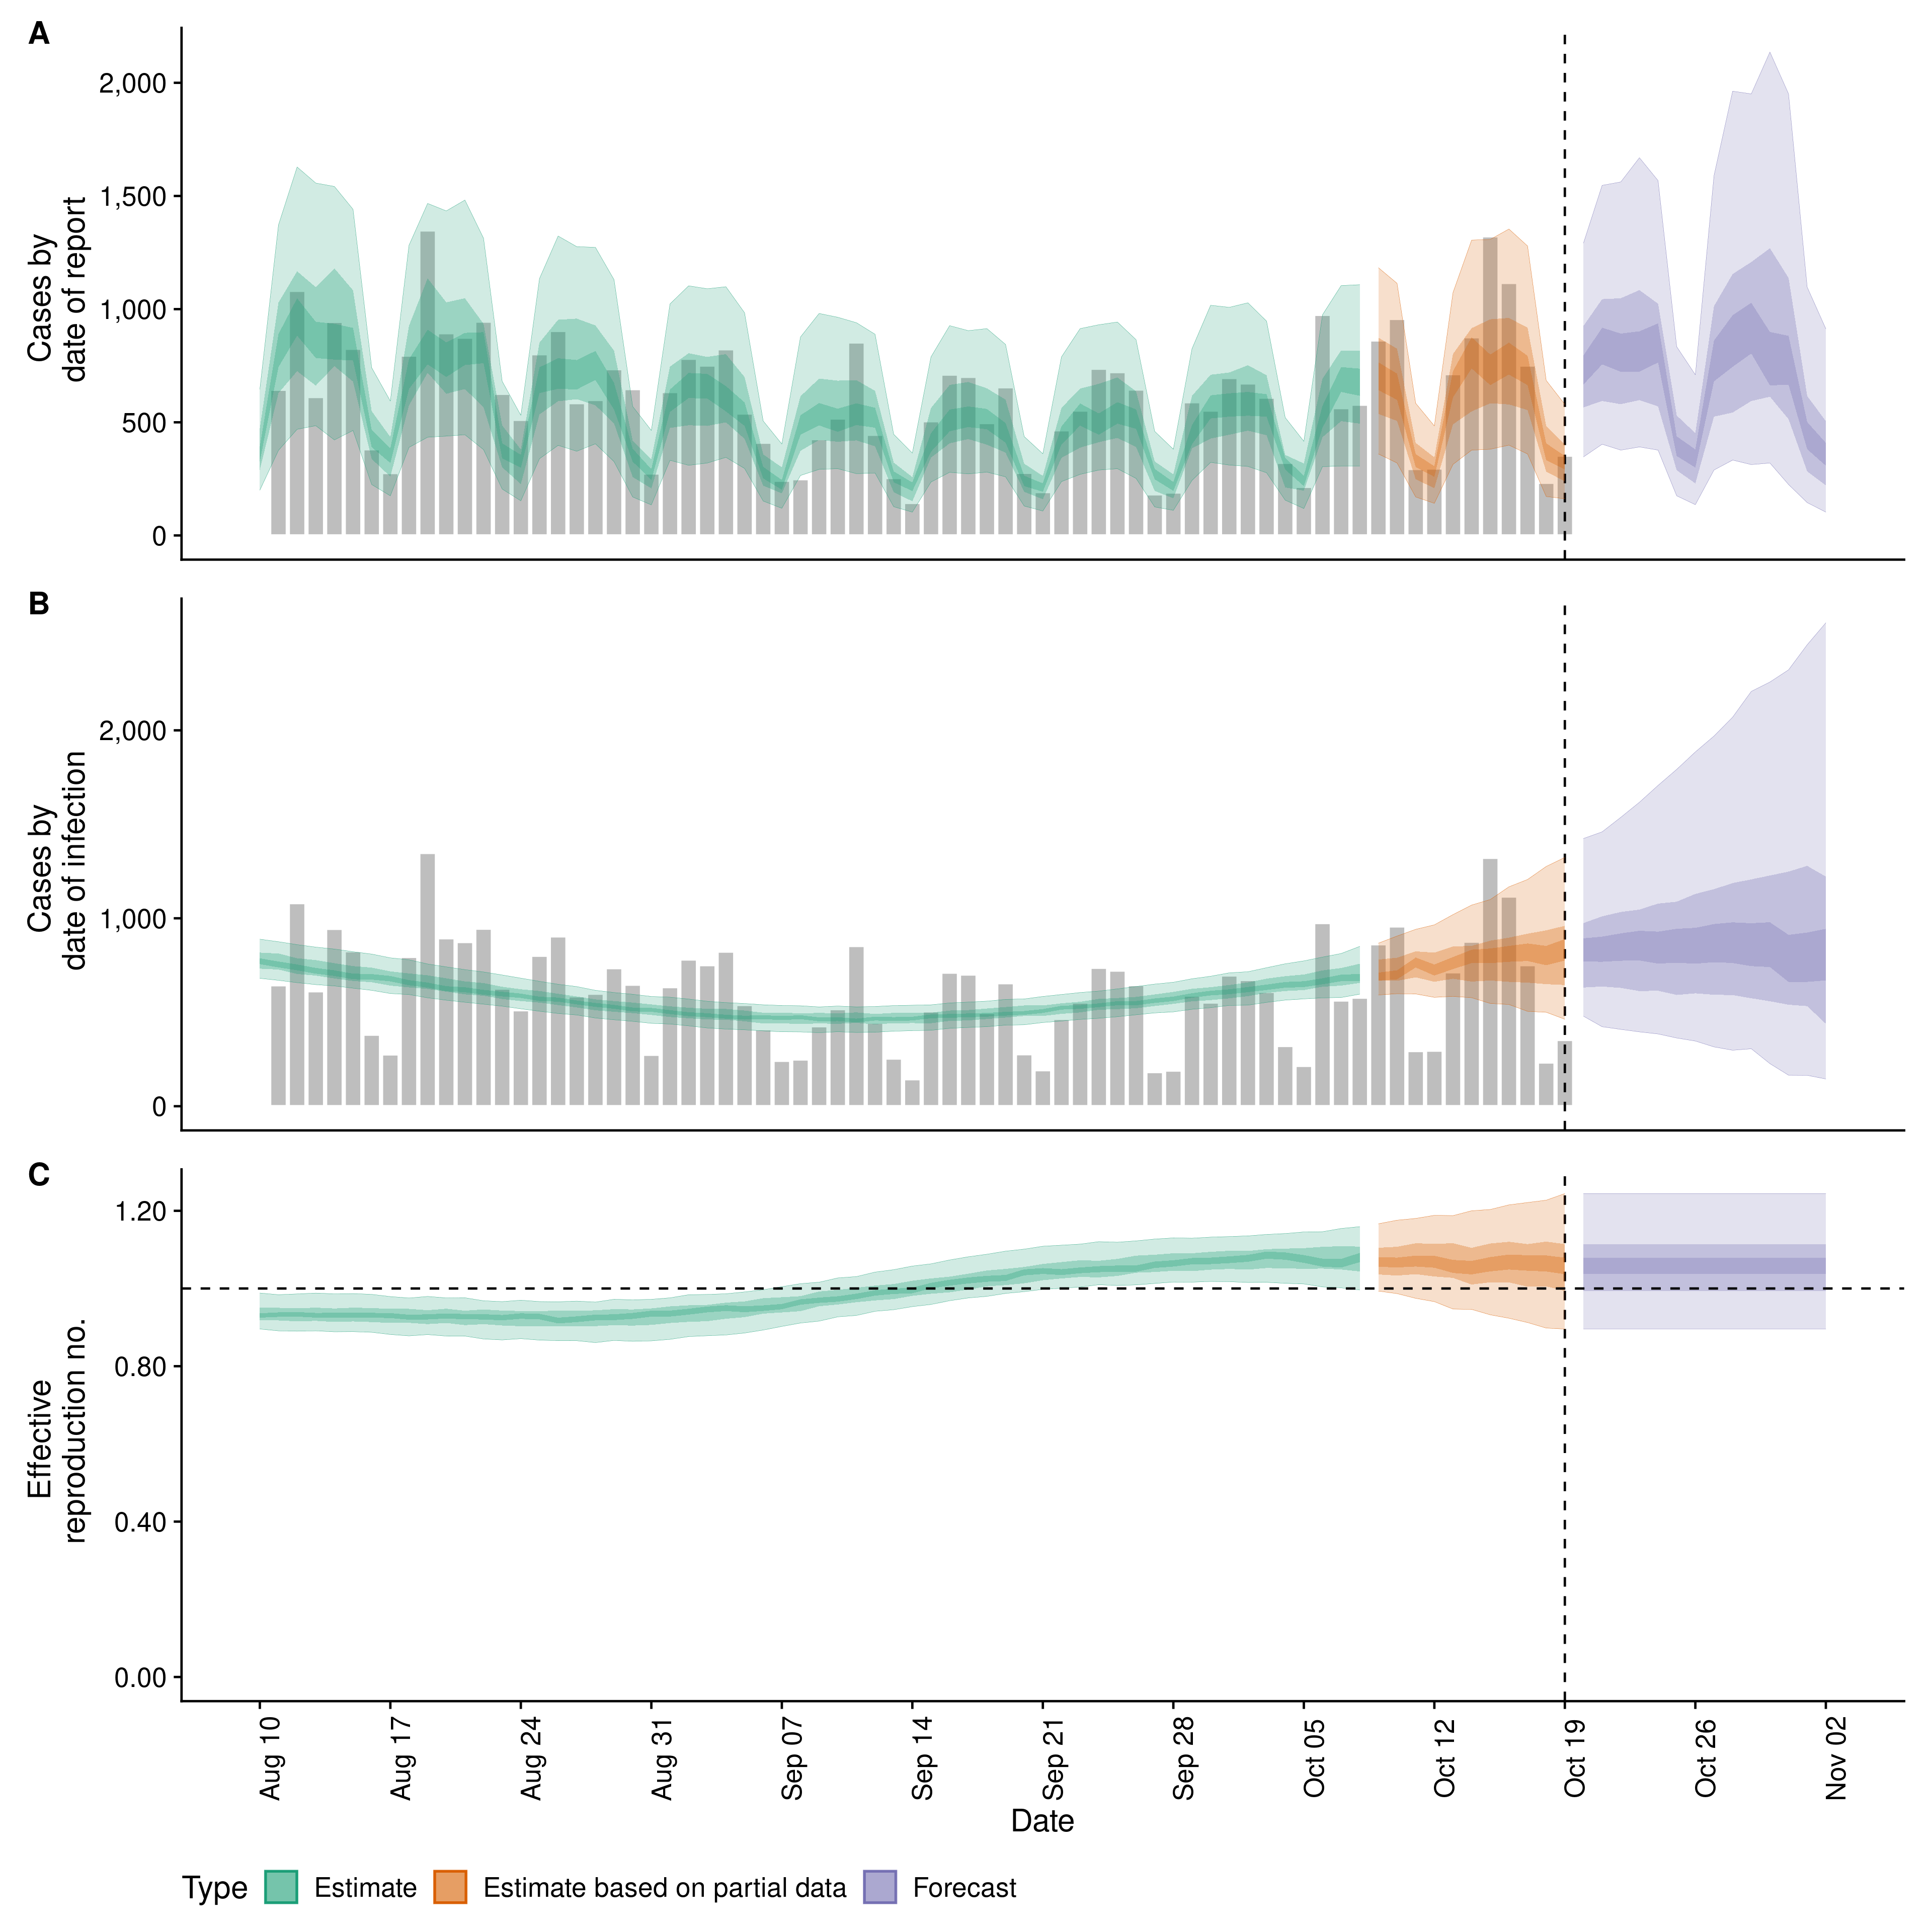 A
Cases by
date of report
2,000
1,500
1,000
500
0
B
Cases by
date of infection
2,000
1,000
0
C
Effective
reproduction no.
1.20
0.80
0.40
0.00
Aug 10
Aug 17
Aug 24
Aug 31
Sep 07
Sep 14
Sep 21
Sep 28
Oct 05
Oct 12
Oct 19
Oct 26
Nov 02
Date
Type Estimate Estimate based on partial data Forecast